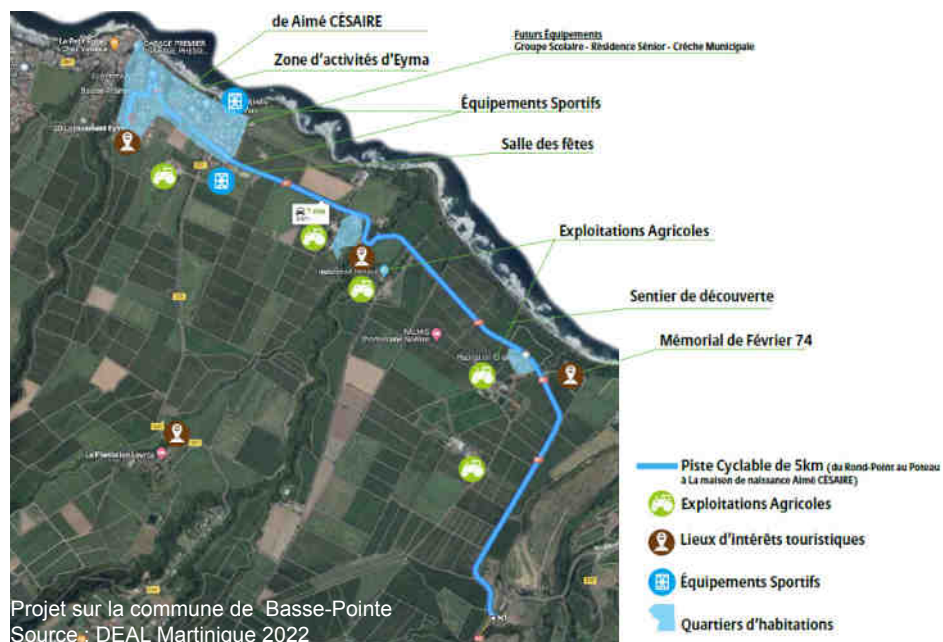 de Aimé CÉSAIRE
Futurs Équipements
Groupe Scolaire - Résidence Sénior - Crèche Municipale
Zone d'activités d'Eyma
Équipements Sportifs
Salle des fêtes
Exploitations Agricoles
Sentier de découverte
Mémorial de Février 74
Piste Cyclable de 5km (du Rond-Point au Poteau
à La maison de naissance Aimé CÉSAIRE)
Exploitations Agricoles
Lieux d'intérêts touristiques
Équipements Sportifs
Quartiers d'habitations
Projet sur la commune de Basse-Pointe
Source : DEAL Martinique 2022